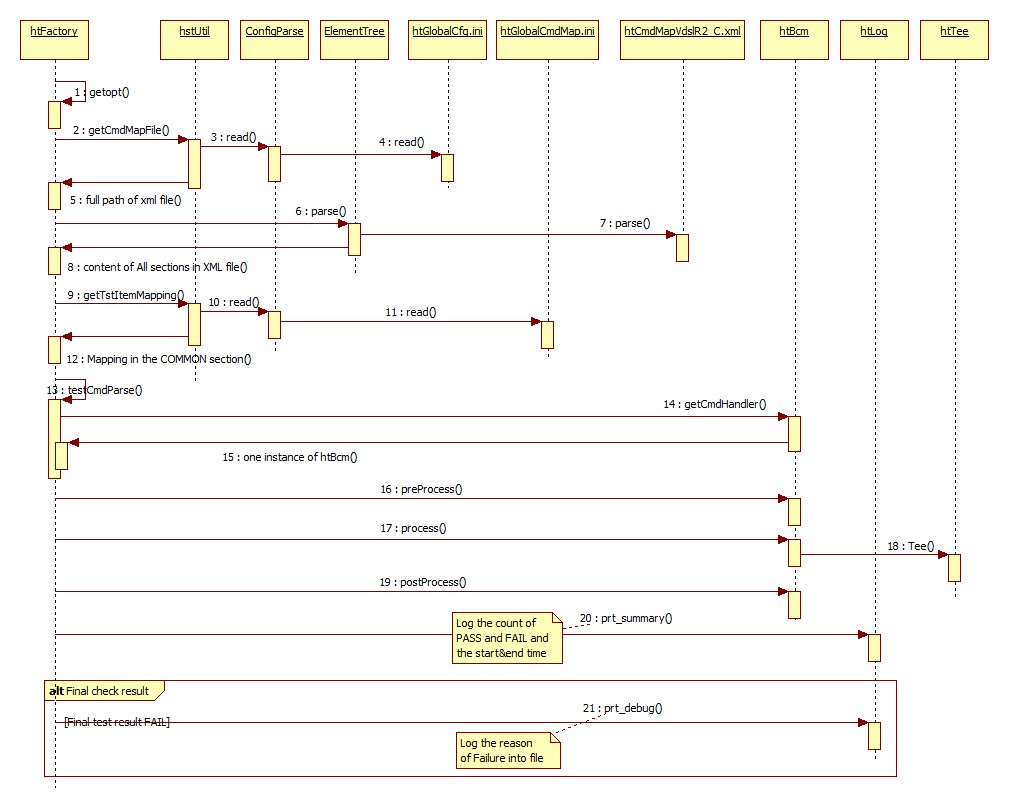 htFactory
hstUtil
ConfigParse
ElementTree
htGlobalCfg.ini
htGlobalCmdMap.ini
htCmdMapVdslR2_C.xml
htBcm
htLog
htTee
1 : getopt()
2 : getCmdMapFile()
3 : read()
4 : read()
5 : full path of xml file()
6 : parse()
7 : parse()
8 : content of All sections in XML file()
9 : getTstItemMapping()
10 : read()
11 : read()
12 : Mapping in the COMMON section()
13 : testCmdParse()
14 : getCmdHandler()
15 : one instance of htBcm()
16 : preProcess()
17 : process()
18 : Tee()
19 : postProcess()
20 : prt_summary()
Log the count of
PASS and FAIL and
the start&end time
alt Final check result
21 : prt_debug()
[Final test result FAIL]
Log the reason
of Failure into file